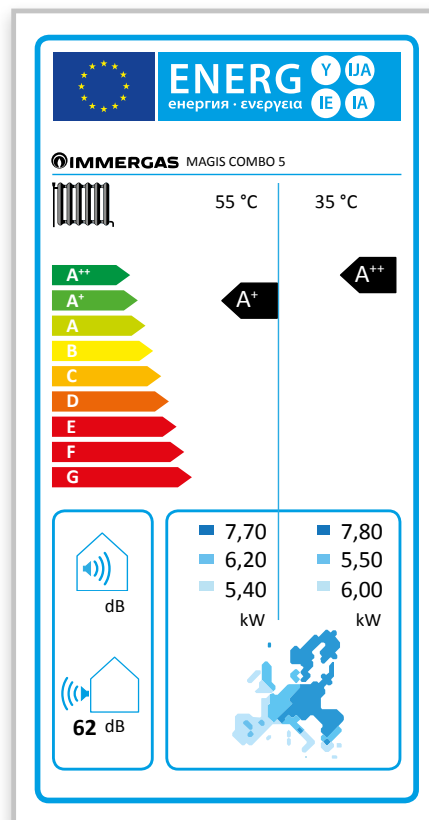 ENERG Y IJA
енергия · ενεργεια IE IA
IMMERGAS MAGIS COMBO 5
55 °C 35 °C
A++ A++
A+ A+
A
B
C
D
E
F
G
7,70 7,80
6,20 5,50
5,40 6,00
kW kW
dB
62 dB